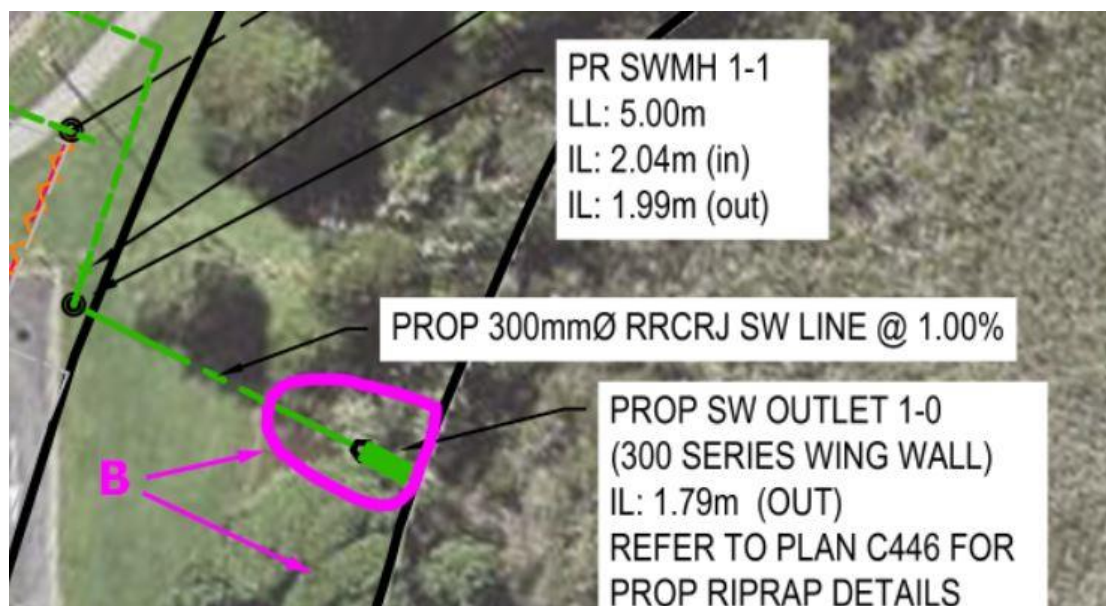 PR SWMH 1-1
LL: 5.00m
IL: 2.04m (in)
IL: 1.99m (out)
PROP 300mmØ RRCRJ SW LINE @ 1.00%
PROP SW OUTLET 1-0
(300 SERIES WING WALL)
IL: 1.79m (OUT)
REFER TO PLAN C446 FOR
PROP RIPRAP DETAILS
B